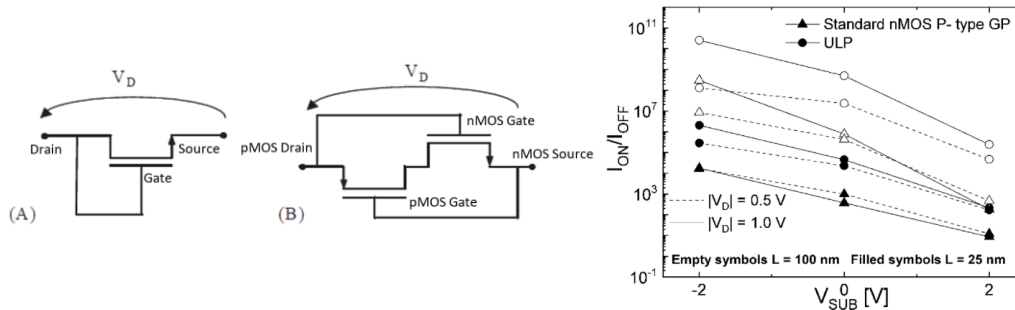 V_D
Drain
Source
Gate
(A)
V_D
nMOS Gate
pMOS Drain
nMOS Source
pMOS Gate
(B)
10^11
10^7
10^3
10^-1
I_ON/I_OFF
Standard nMOS P- type GP
ULP
|V_D| = 0.5 V
|V_D| = 1.0 V
Empty symbols L = 100 nm Filled symbols L = 25 nm
-2
0
2
V_SUB [V]